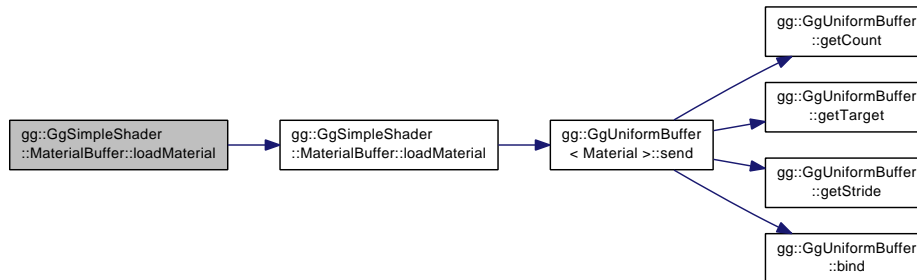 gg::GgSimpleShader
::MaterialBuffer::loadMaterial
gg::GgSimpleShader
::MaterialBuffer::loadMaterial
gg::GgUniformBuffer
< Material >::send
gg::GgUniformBuffer
::getCount
gg::GgUniformBuffer
::getTarget
gg::GgUniformBuffer
::getStride
gg::GgUniformBuffer
::bind